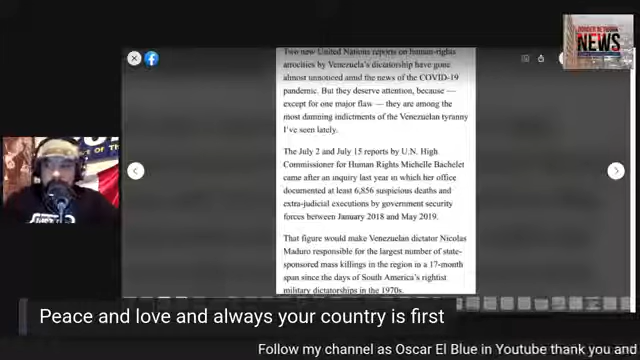 BORDER NETWORK
NEWS
Two new United Nations reports on human-rights
atrocities by Venezuela's dictatorship have gone
almost unnoticed amid the news of the COVID-19
pandemic. But they deserve attention, because —
except for one major flaw — they are among the
most damning indictments of the Venezuelan tyranny
I've seen lately.
The July 2 and July 15 reports by U.N. High
Commissioner for Human Rights Michelle Bachelet
came after an inquiry last year in which her office
documented at least 6,856 suspicious deaths and
extra-judicial executions by government security
forces between January 2018 and May 2019.
That figure would make Venezuelan dictator Nicolas
Maduro responsible for the largest number of state-
sponsored mass killings in the region in a 17-month
span since the days of South America's rightist
military dictatorships in the 1970s.
Peace and love and always your country is first
Follow my channel as Oscar El Blue in Youtube thank you and